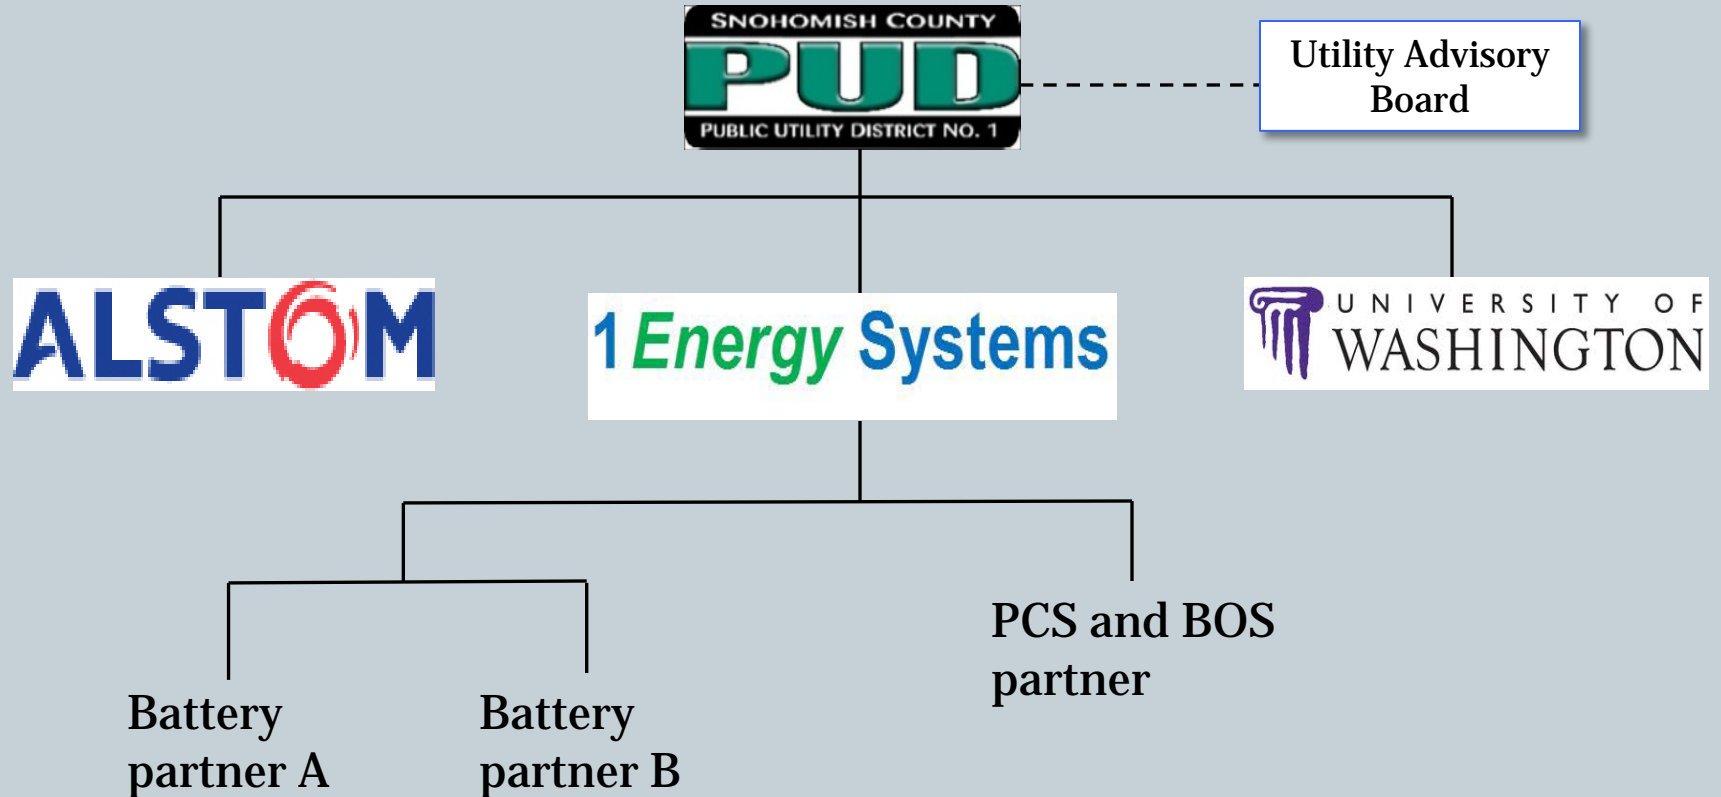 SNOHOMISH COUNTY
PUD
PUBLIC UTILITY DISTRICT NO. 1
Utility Advisory
Board
ALSTOM
1 Energy Systems
UNIVERSITY OF
WASHINGTON
PCS and BOS
partner
Battery
partner A
Battery
partner B